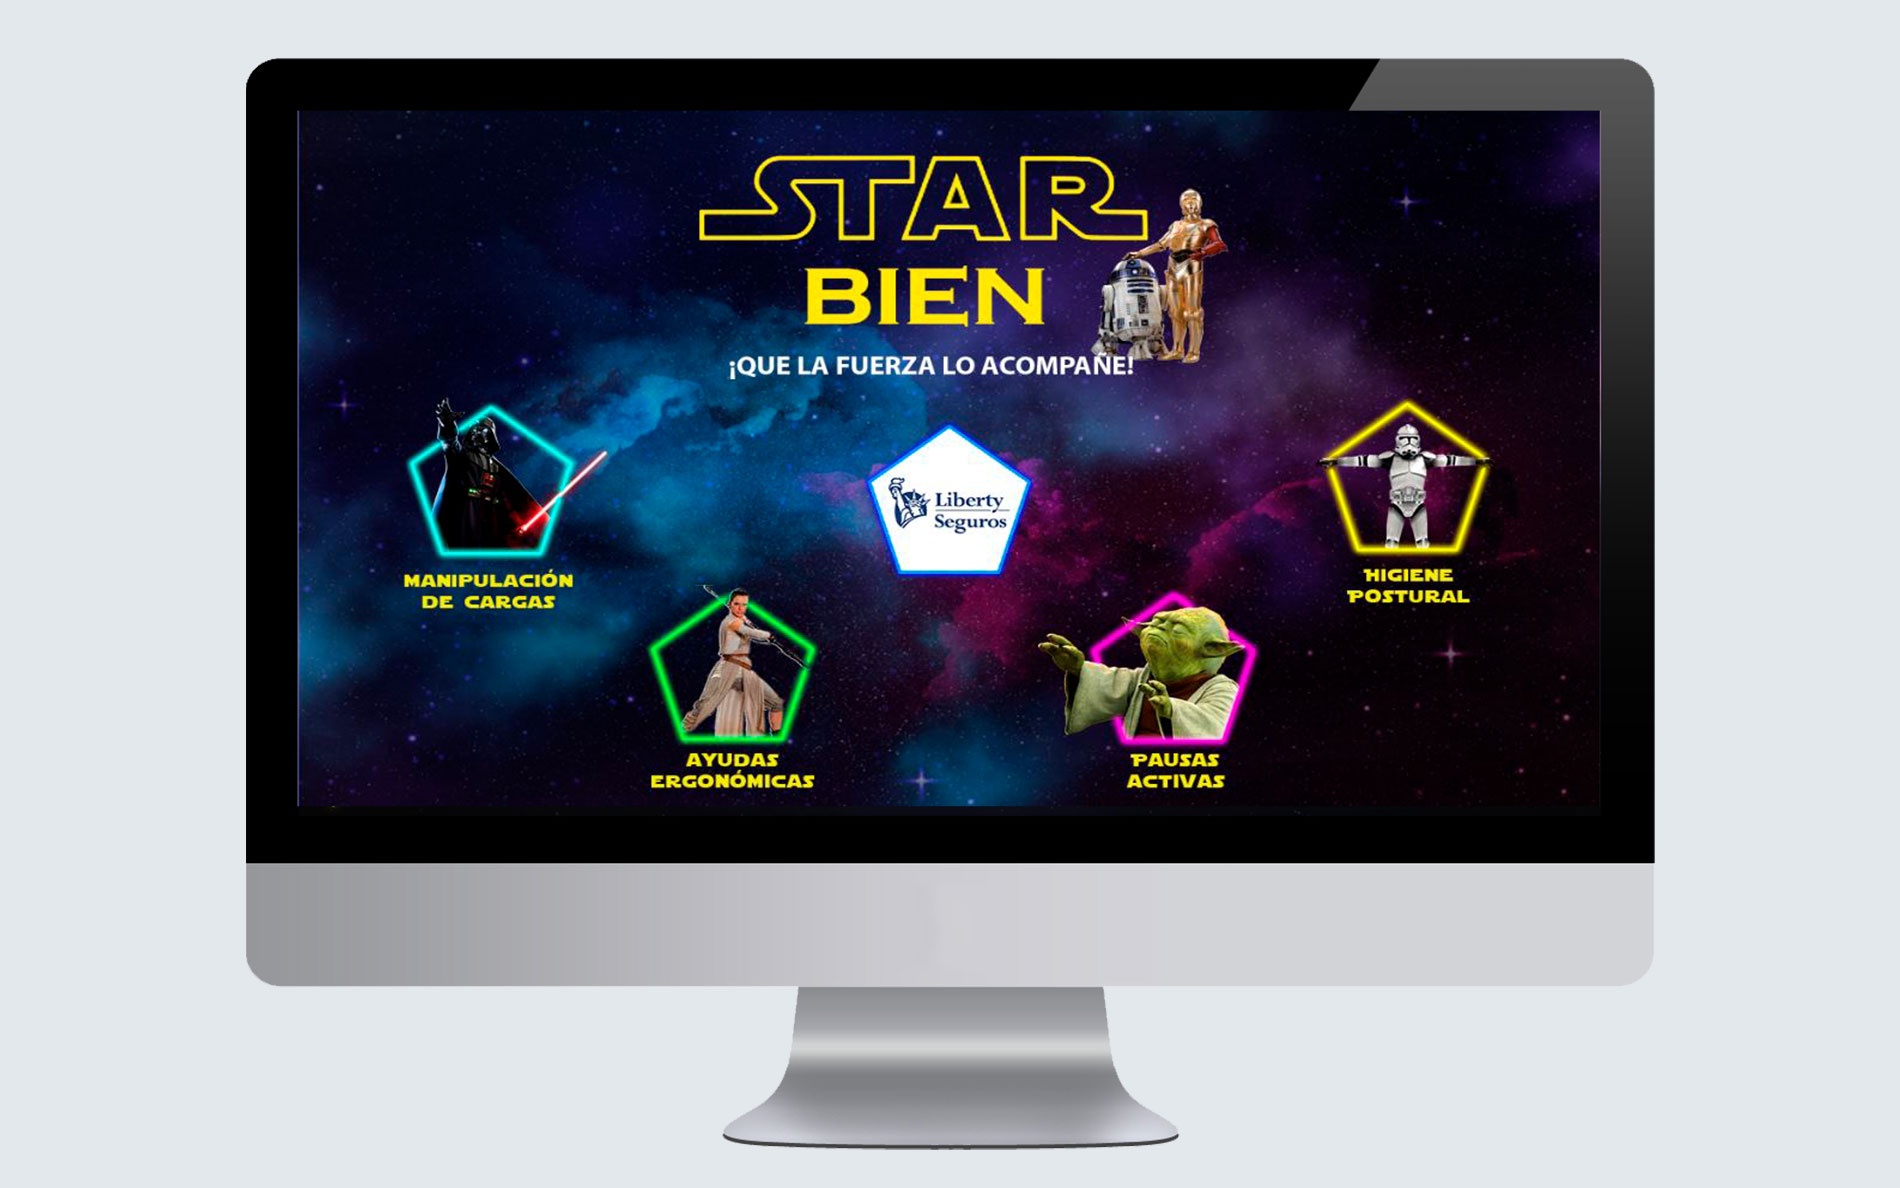 STAR
BIEN
¡QUE LA FUERZA LO ACOMPAÑE!
Liberty
Seguros
MANIPULACIÓN
DE CARGAS
HIGIENE
POSTURAL
AYUDAS
ERGONÓMICAS
PAUSAS
ACTIVAS